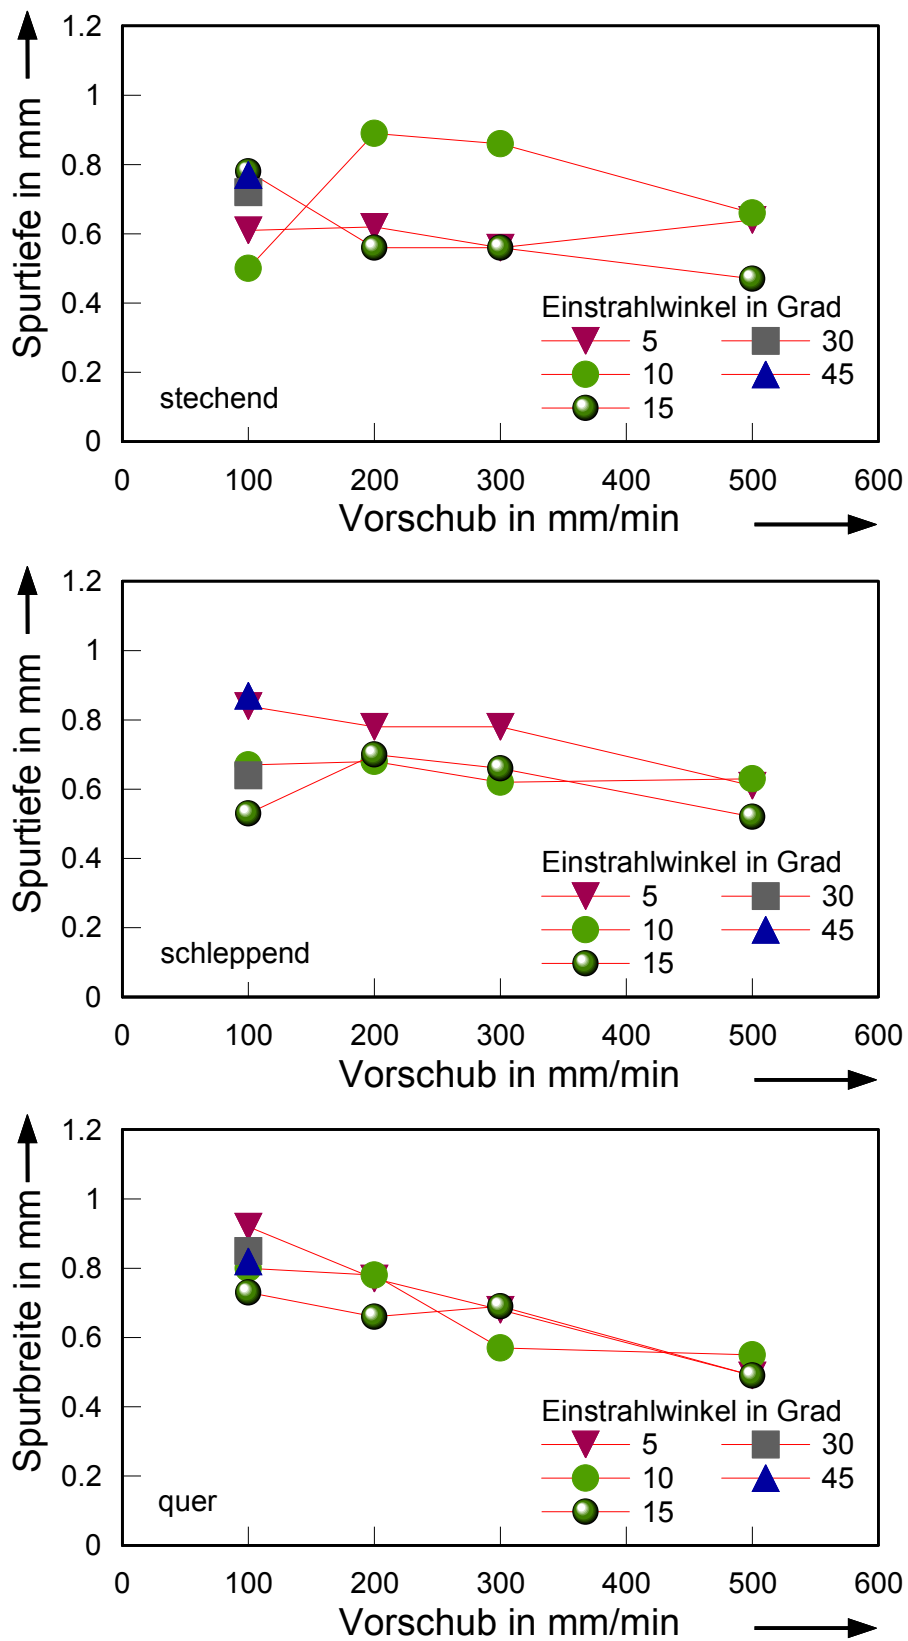 1.2
1
0.8
0.6
0.4
0.2
0
Spurtiefe in mm
Einstrahlwinkel in Grad
5 30
10 45
15
stechend
0 100 200 300 400 500 600
Vorschub in mm/min
1.2
1
0.8
0.6
0.4
0.2
0
Spurtiefe in mm
Einstrahlwinkel in Grad
5 30
10 45
15
schleppend
0 100 200 300 400 500 600
Vorschub in mm/min
1.2
1
0.8
0.6
0.4
0.2
0
Spurbreite in mm
Einstrahlwinkel in Grad
5 30
10 45
15
quer
0 100 200 300 400 500 600
Vorschub in mm/min